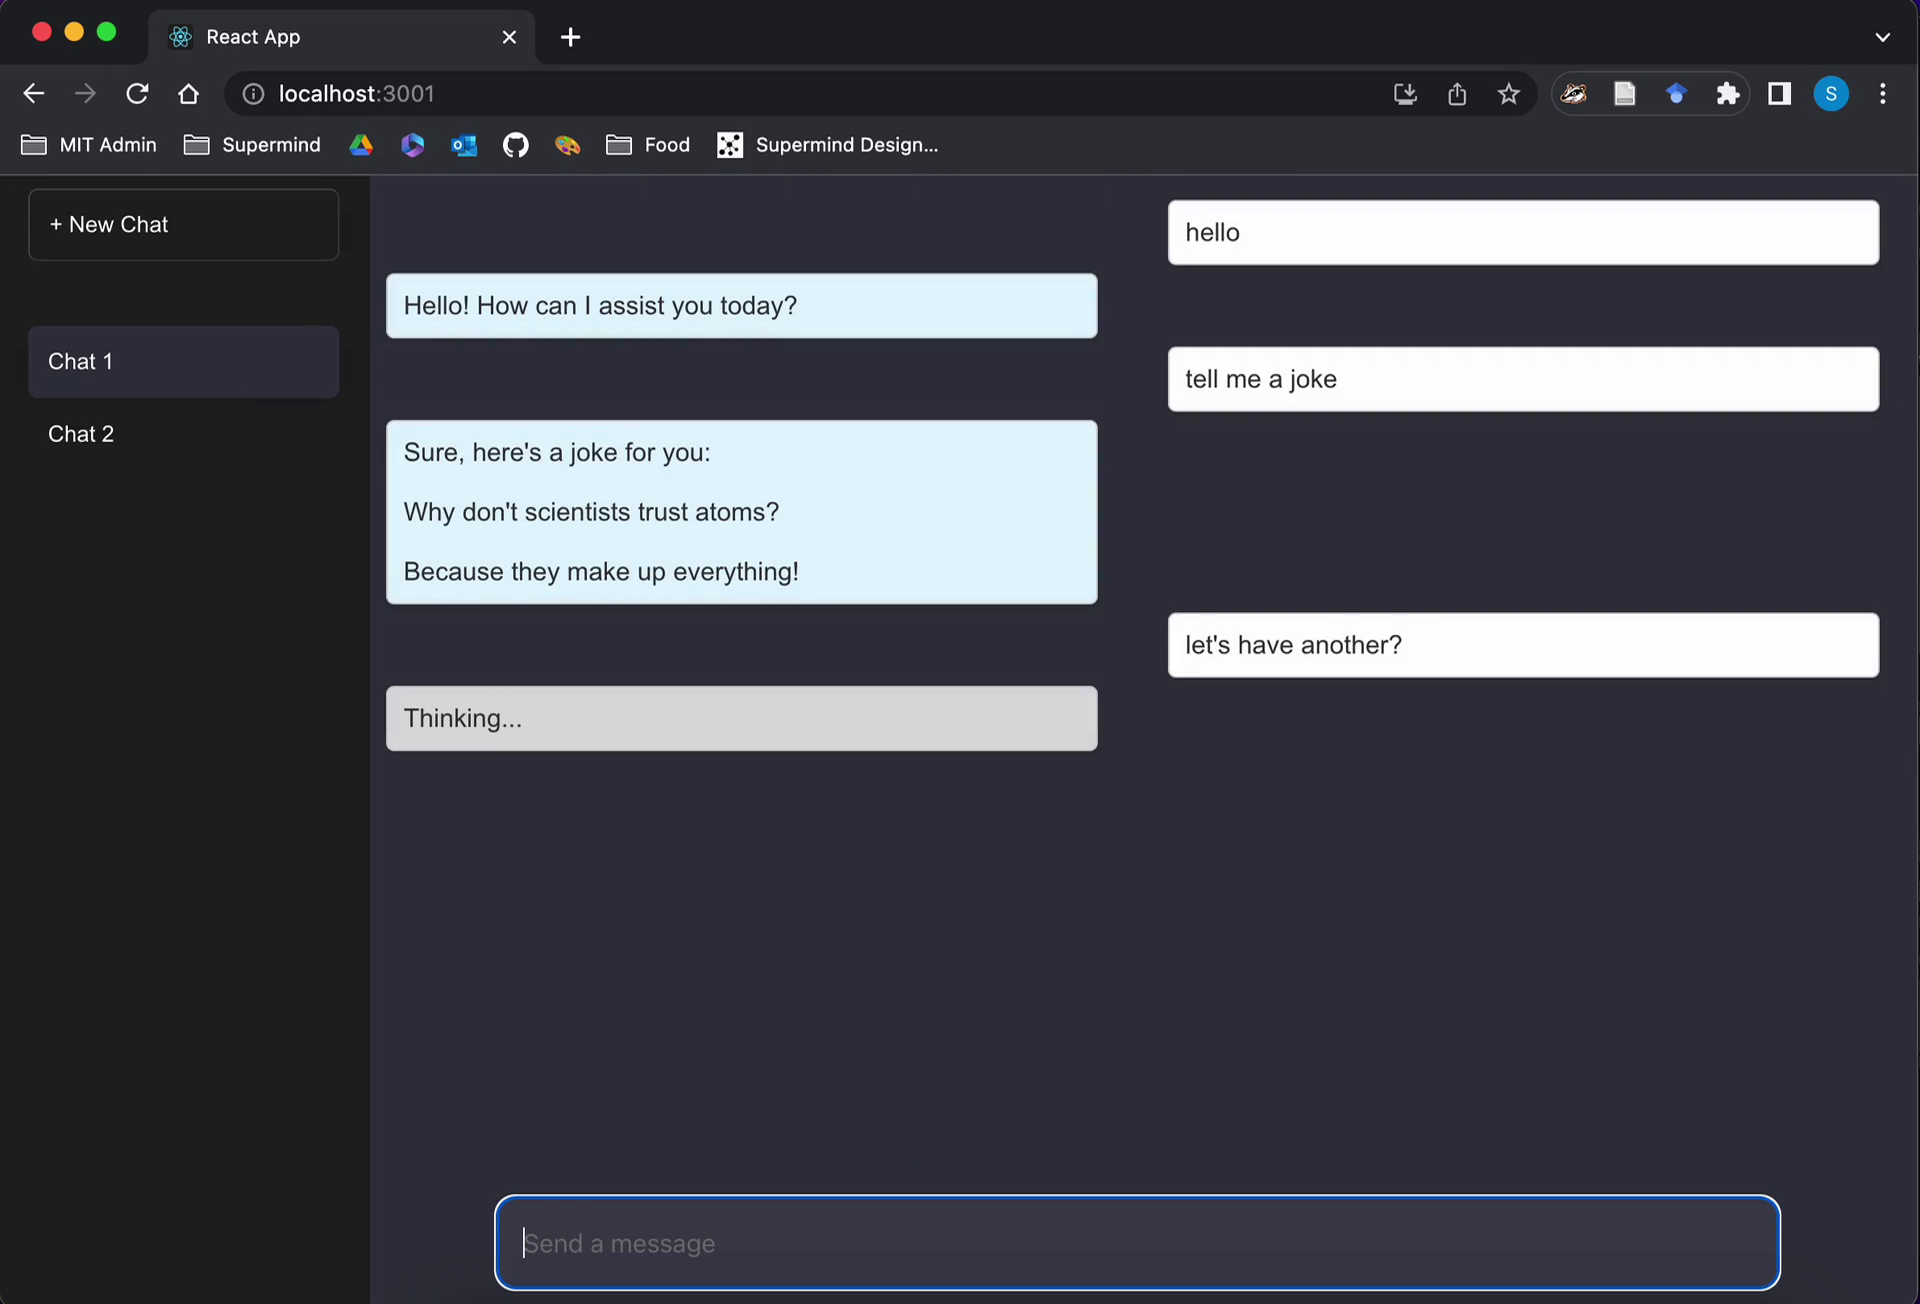 React App
localhost:3001
S
MIT Admin
Supermind
Food
Supermind Design...
+ New Chat
Chat 1
Chat 2
hello
Hello! How can I assist you today?
tell me a joke
Sure, here's a joke for you:
Why don't scientists trust atoms?
Because they make up everything!
let's have another?
Thinking...
Send a message